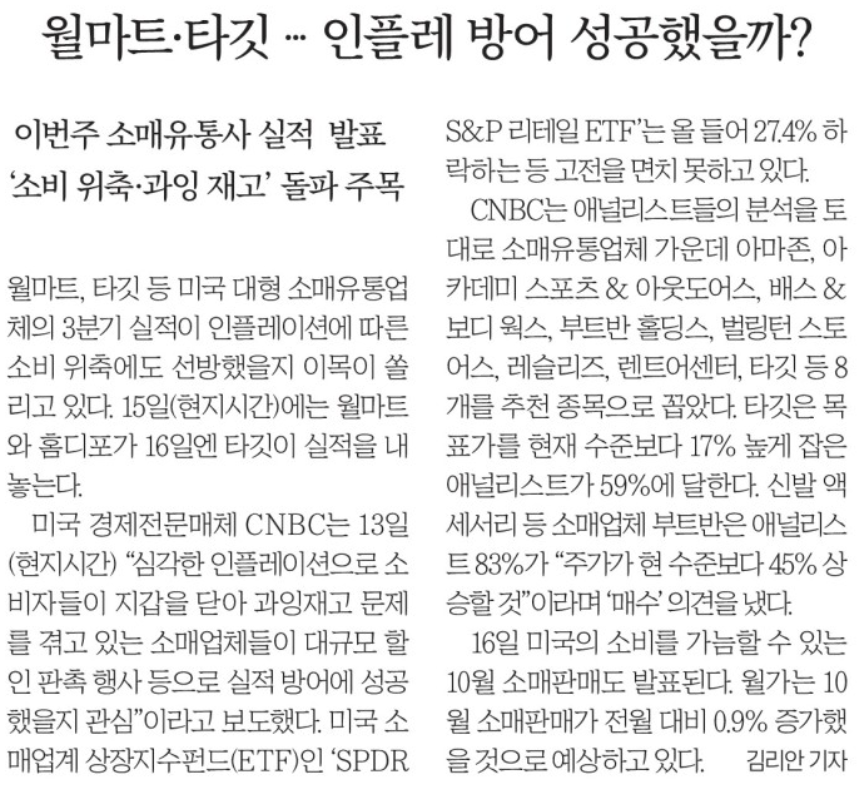 월마트·타깃 … 인플레 방어 성공했을까?
이번주 소매유통사 실적 발표
‘소비 위축·과잉 재고’ 돌파 주목
월마트, 타깃 등 미국 대형 소매유통업
체의 3분기 실적이 인플레이션에 따른
소비 위축에도 선방했을지 이목이 쏠
리고 있다. 15일(현지시간)에는 월마트
와 홈디포가 16일엔 타깃이 실적을 내
놓는다.
미국 경제전문매체 CNBC는 13일
(현지시간) “심각한 인플레이션으로 소
비자들이 지갑을 닫아 과잉재고 문제
를 겪고 있는 소매업체들이 대규모 할
인 판촉 행사 등으로 실적 방어에 성공
했을지 관심”이라고 보도했다. 미국 소
매업계 상장지수펀드(ETF)인 ‘SPDR
S&P 리테일 ETF’는 올 들어 27.4% 하
락하는 등 고전을 면치 못하고 있다.
CNBC는 애널리스트들의 분석을 토
대로 소매유통업체 가운데 아마존, 아
카데미 스포츠 & 아웃도어스, 배스 &
보디 웍스, 부트반 홀딩스, 벌링턴 스토
어스, 레슬리즈, 렌트어센터, 타깃 등 8
개를 추천 종목으로 꼽았다. 타깃은 목
표가를 현재 수준보다 17% 높게 잡은
애널리스트가 59%에 달한다. 신발 액
세서리 등 소매업체 부트반은 애널리스
트 83%가 “주가가 현 수준보다 45% 상
승할 것”이라며 ‘매수’ 의견을 냈다.
16일 미국의 소비를 가늠할 수 있는
10월 소매판매도 발표된다. 월가는 10
월 소매판매가 전월 대비 0.9% 증가했
을 것으로 예상하고 있다. 김리안 기자